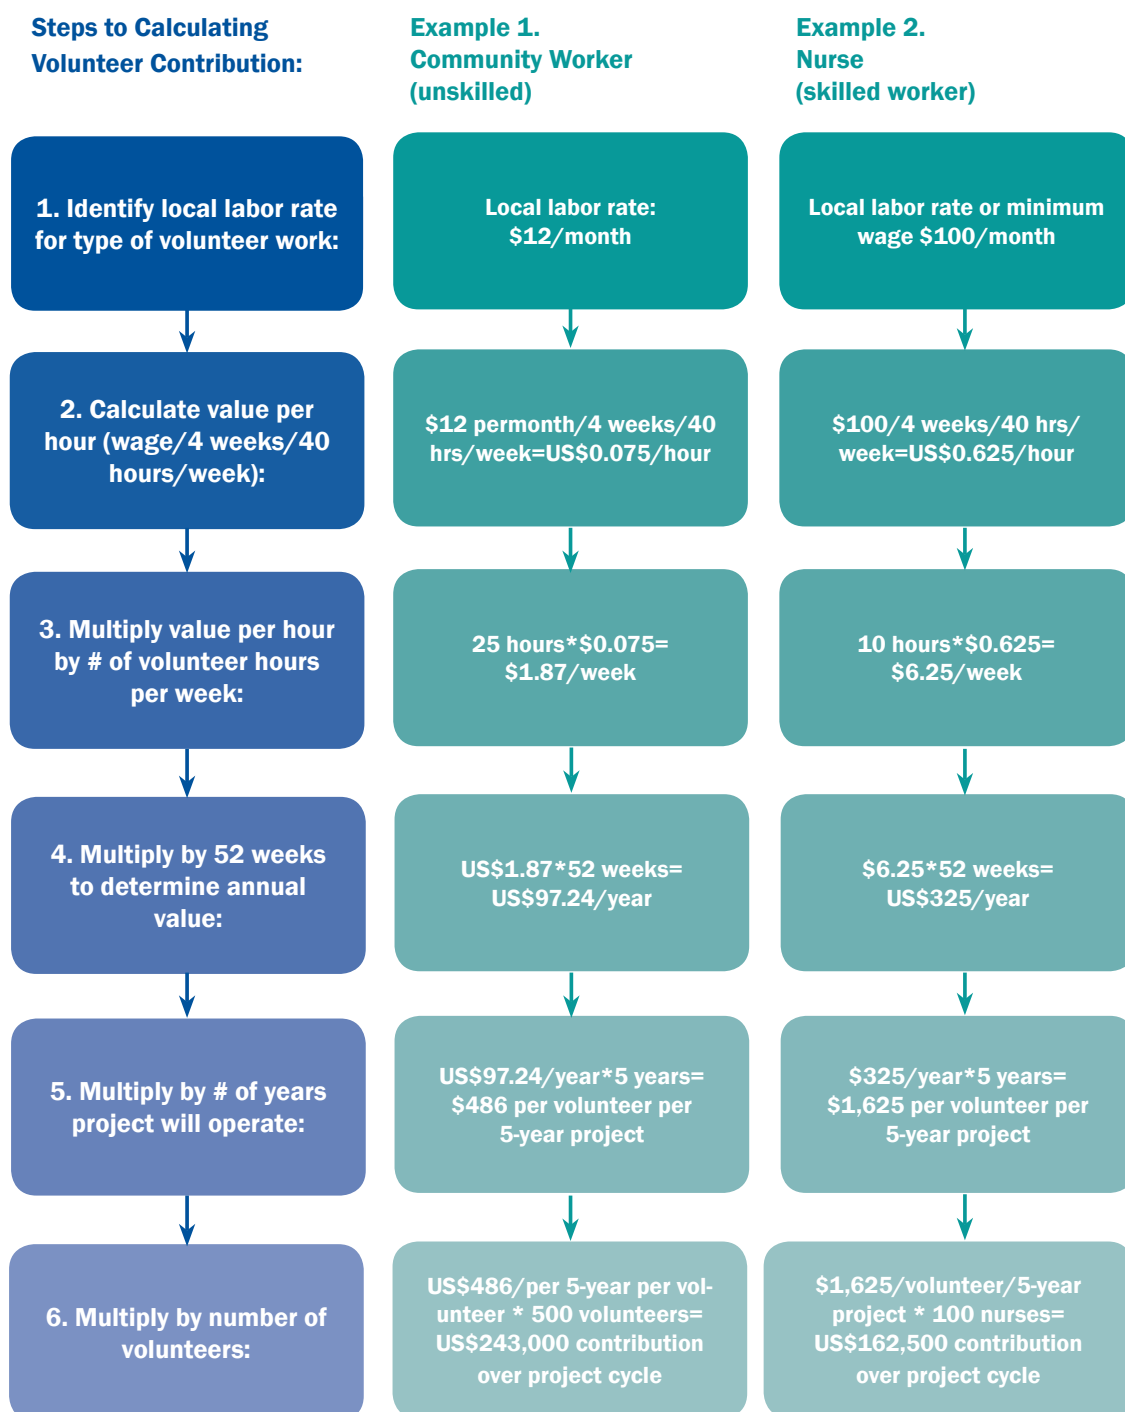 Steps to Calculating
Volunteer Contribution:
Example 1.
Community Worker
(unskilled)
Example 2.
Nurse
(skilled worker)
1. Identify local labor rate
for type of volunteer work:
Local labor rate:
$12/month
Local labor rate or minimum
wage $100/month
2. Calculate value per
hour (wage/4 weeks/40
hours/week):
$12 permonth/4 weeks/40
hrs/week=US$0.075/hour
$100/4 weeks/40 hrs/
week=US$0.625/hour
3. Multiply value per hour
by # of volunteer hours
per week:
25 hours*$0.075=
$1.87/week
10 hours*$0.625=
$6.25/week
4. Multiply by 52 weeks
to determine annual
value:
US$1.87*52 weeks=
US$97.24/year
$6.25*52 weeks=
US$325/year
5. Multiply by # of years
project will operate:
US$97.24/year*5 years=
$486 per volunteer per
5-year project
$325/year*5 years=
$1,625 per volunteer per
5-year project
6. Multiply by number of
volunteers:
US$486/per 5-year per vol-
unteer * 500 volunteers=
US$243,000 contribution
over project cycle
$1,625/volunteer/5-year
project * 100 nurses=
US$162,500 contribution
over project cycle